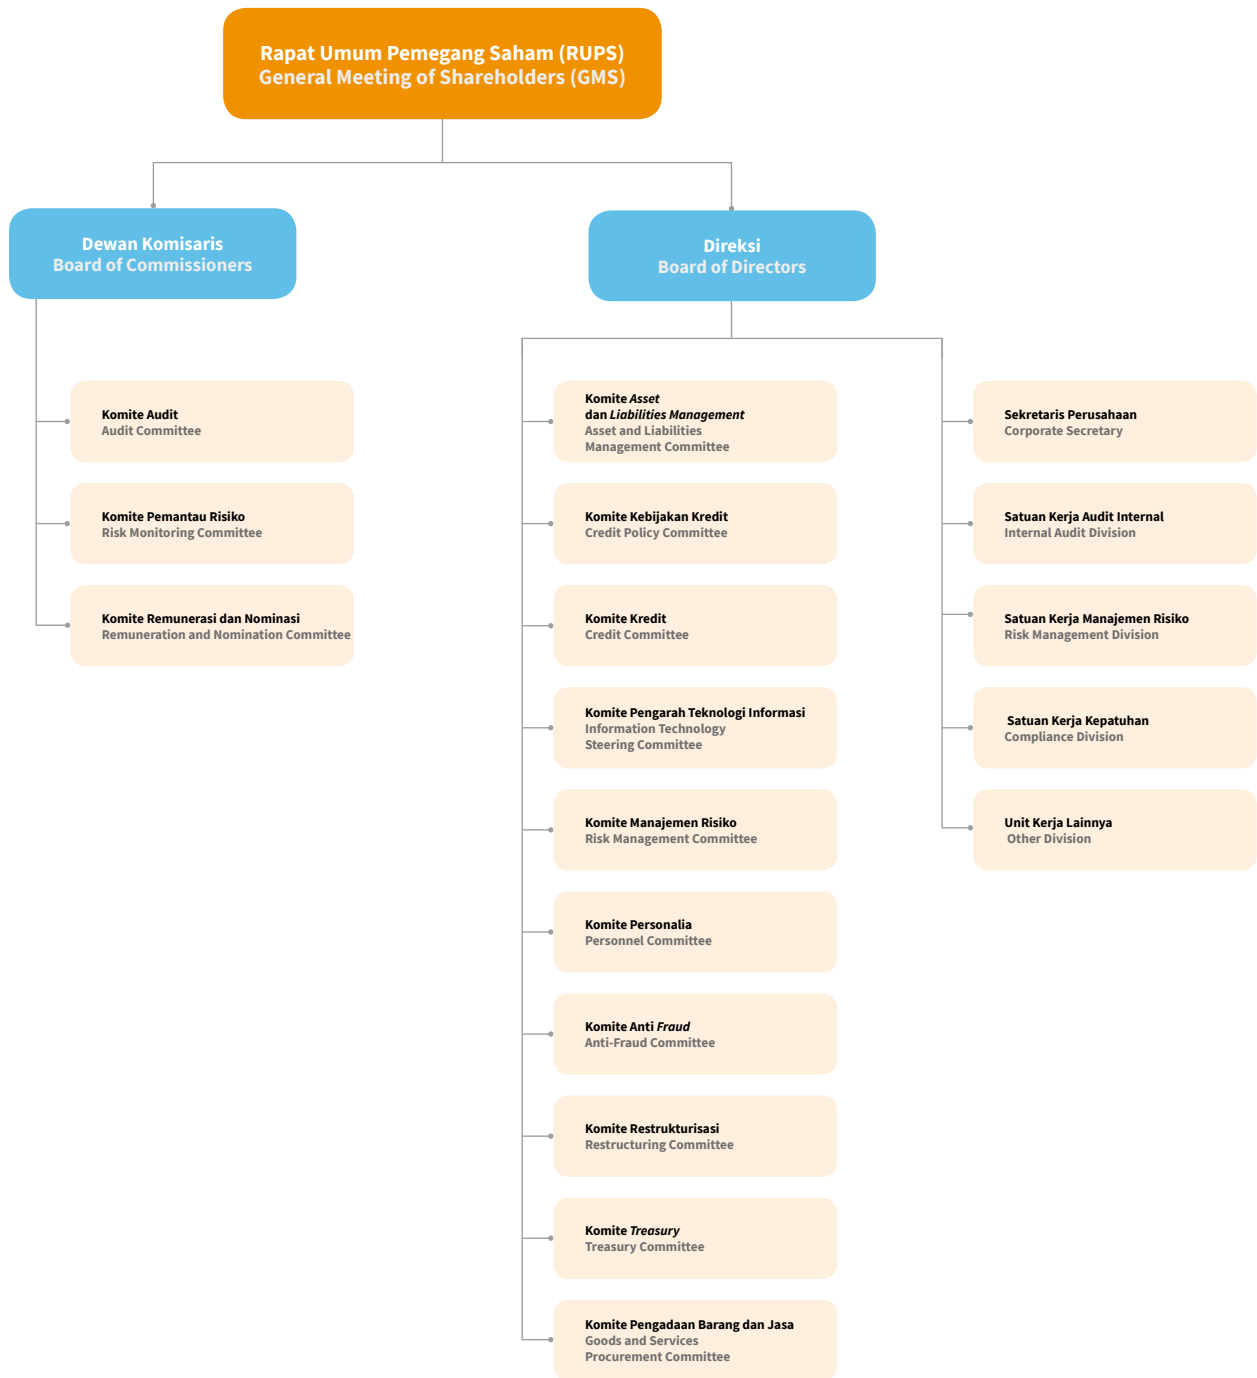 Rapat Umum Pemegang Saham (RUPS)
General Meeting of Shareholders (GMS)
Dewan Komisaris
Board of Commissioners
Direksi
Board of Directors
Komite Audit
Audit Committee
Komite Pemantau Risiko
Risk Monitoring Committee
Komite Remunerasi dan Nominasi
Remuneration and Nomination Committee
Komite Asset
dan Liabilities Management
Asset and Liabilities
Management Committee
Komite Kebijakan Kredit
Credit Policy Committee
Komite Kredit
Credit Committee
Komite Pengarah Teknologi Informasi
Information Technology
Steering Committee
Komite Manajemen Risiko
Risk Management Committee
Komite Personalia
Personnel Committee
Komite Anti Fraud
Anti-Fraud Committee
Komite Restrukturisasi
Restructuring Committee
Komite Treasury
Treasury Committee
Komite Pengadaan Barang dan Jasa
Goods and Services
Procurement Committee
Sekretaris Perusahaan
Corporate Secretary
Satuan Kerja Audit Internal
Internal Audit Division
Satuan Kerja Manajemen Risiko
Risk Management Division
Satuan Kerja Kepatuhan
Compliance Division
Unit Kerja Lainnya
Other Division